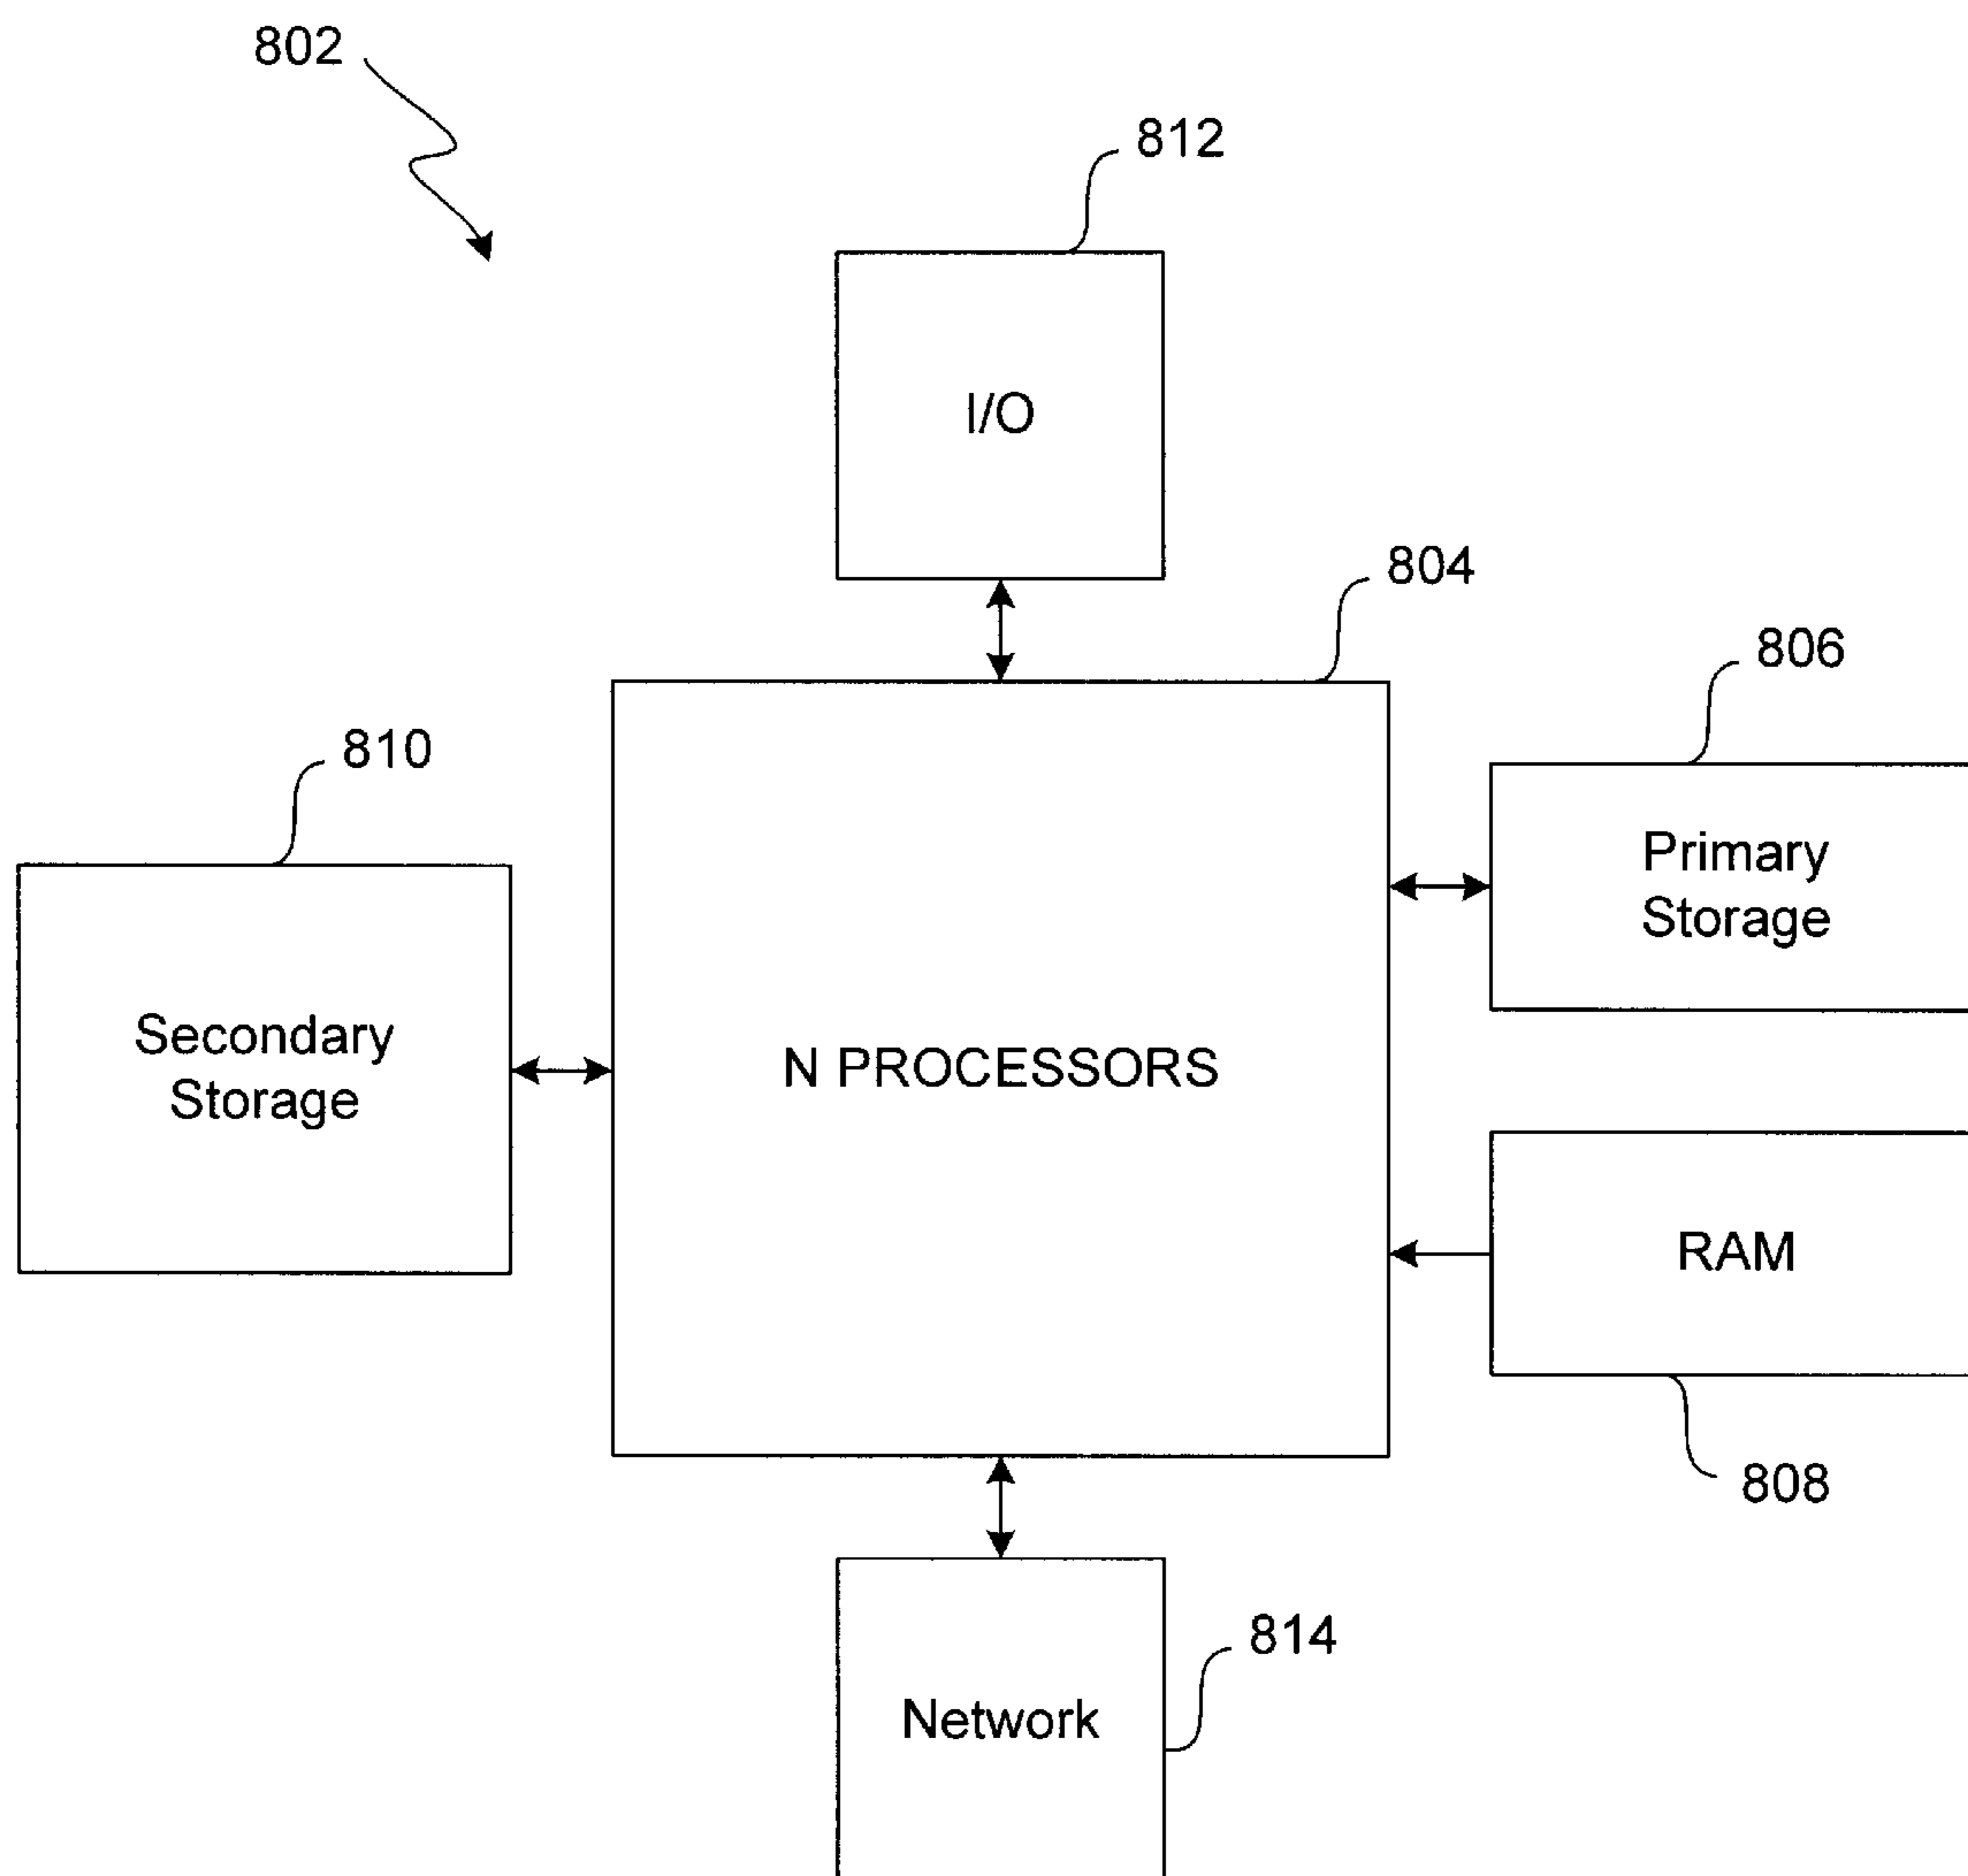 802
812
I/O
804
806
810
Primary
Storage
Secondary
Storage
N PROCESSORS
RAM
808
814
Network